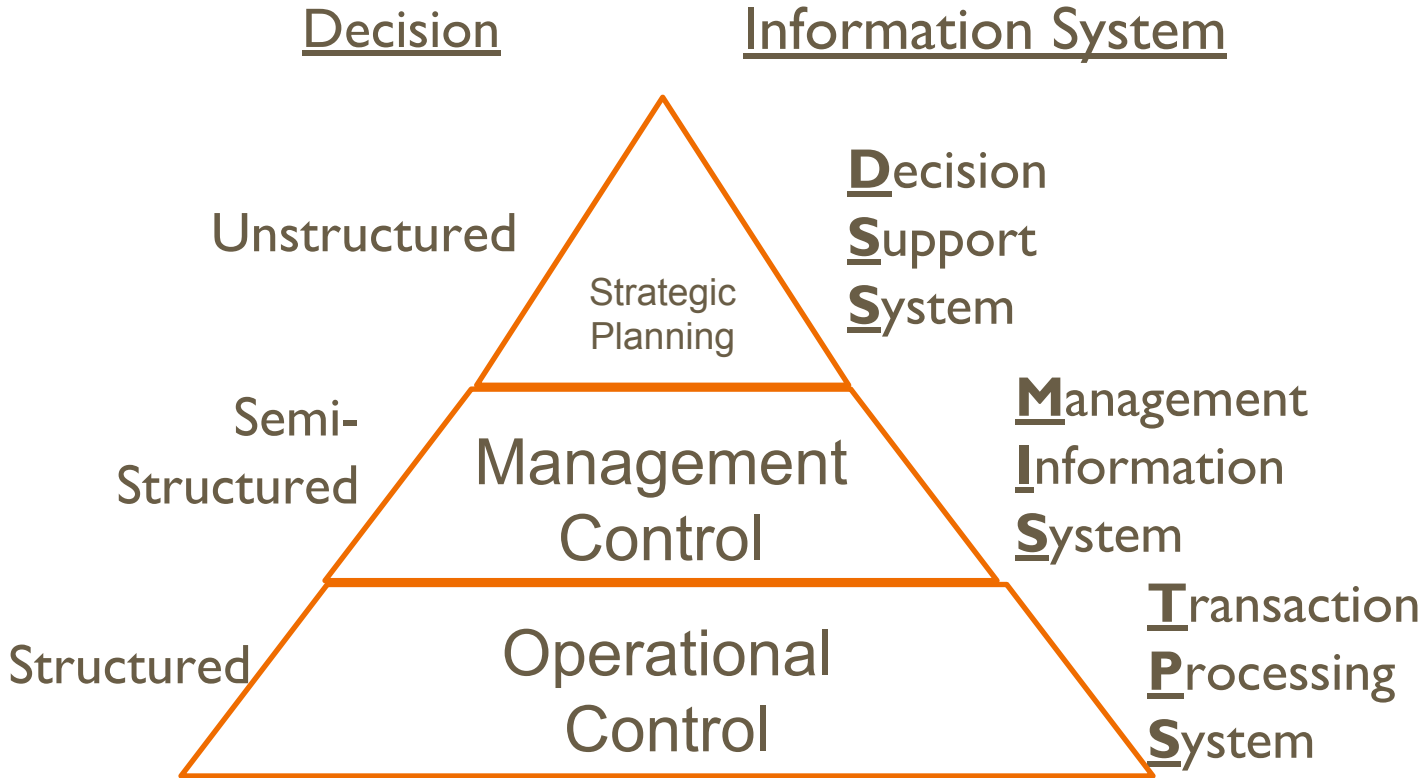 Decision
Information System
Unstructured
Strategic
Planning
Decision
Support
System
Semi-
Structured
Management
Control
Management
Information
System
Structured
Operational
Control
Transaction
Processing
System